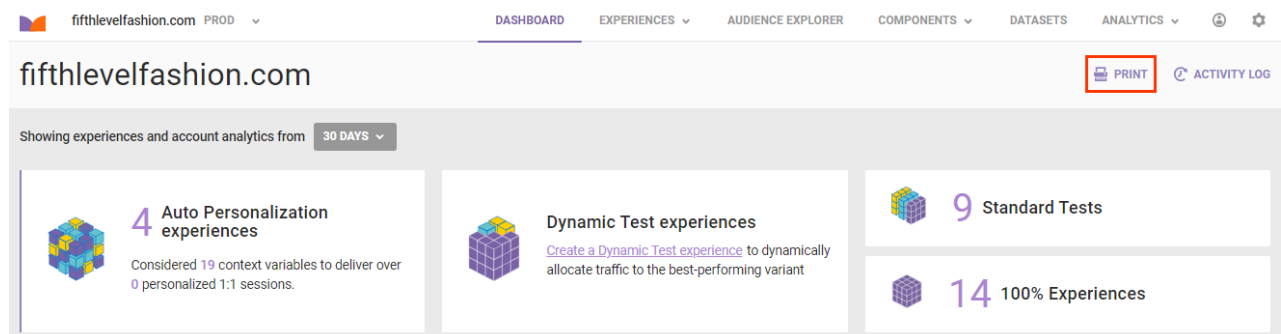 fifthlevelfashion.com PROD
DASHBOARD
EXPERIENCES
AUDIENCE EXPLORER
COMPONENTS
DATASETS
ANALYTICS
fifthlevelfashion.com
PRINT
ACTIVITY LOG
Showing experiences and account analytics from 30 DAYS
4 Auto Personalization
experiences
Considered 19 context variables to deliver over
0 personalized 1:1 sessions.
Dynamic Test experiences
Create a Dynamic Test experience to dynamically
allocate traffic to the best-performing variant
9 Standard Tests
14 100% Experiences